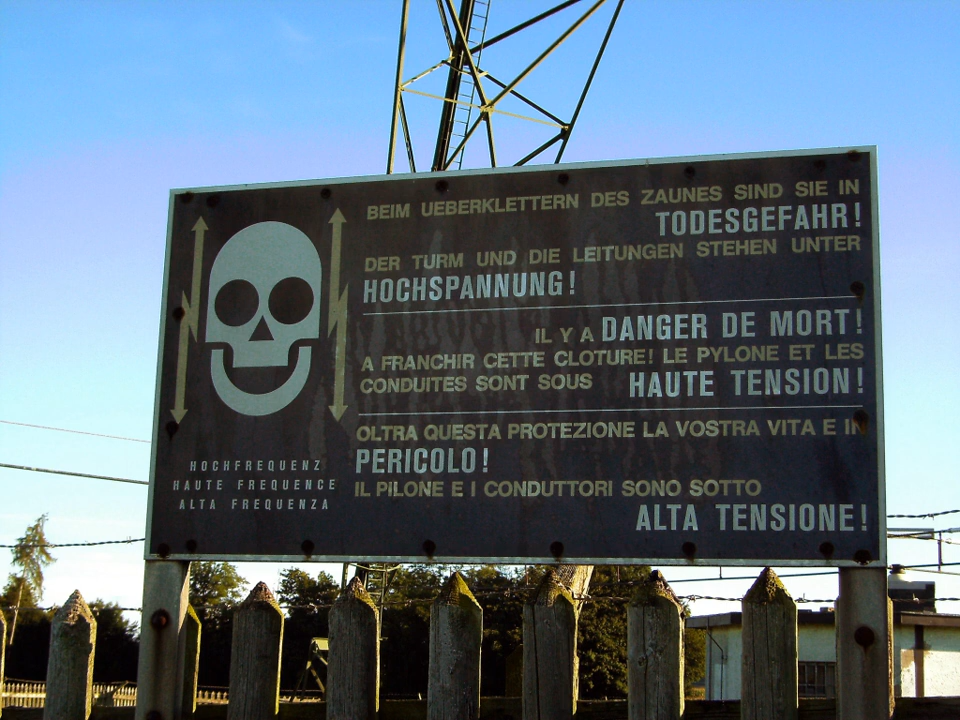 BEIM UEBERKLETTERN DES ZAUNES SIND SIE IN
TODESGEFAHR!
DER TURM UND DIE LEITUNGEN STEHEN UNTER
HOCHSPANNUNG!
IL Y A DANGER DE MORT!
A FRANCHIR CETTE CLOTURE! LE PYLONE ET LES
CONDUITES SONT SOUS HAUTE TENSION!
OLTRA QUESTA PROTEZIONE LA VOSTRA VITA E IN
PERICOLO!
IL PILONE E I CONDUTTORI SONO SOTTO
ALTA TENSIONE!
HOCHFREQUENZ
HAUTE FREQUENCE
ALTA FREQUENZA